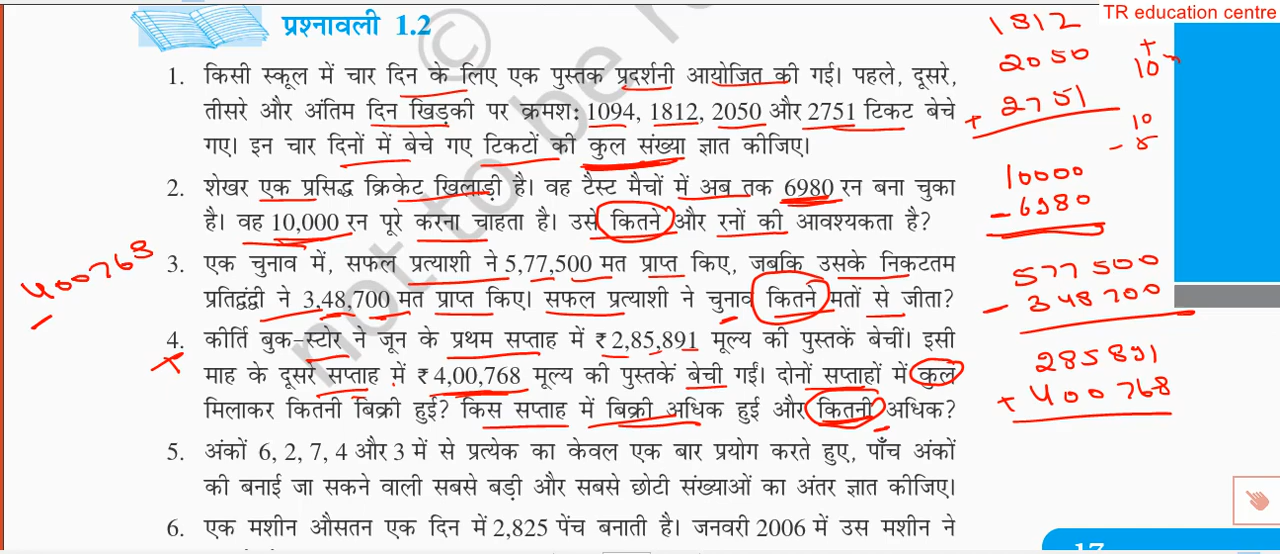 TR education centre
प्रश्नावली 1.2
1. किसी स्कूल में चार दिन के लिए एक पुस्तक प्रदर्शनी आयोजित की गई। पहले, दूसरे,
तीसरे और अंतिम दिन खिड़की पर क्रमश: 1094, 1812, 2050 और 2751 टिकट बेचे
गए। इन चार दिनों में बेचे गए टिकटों की कुल संख्या ज्ञात कीजिए।
2. शेखर एक प्रसिद्ध क्रिकेट खिलाड़ी है। वह टैस्ट मैचों में अब तक 6980 रन बना चुका
है। वह 10,000 रन पूरे करना चाहता है। उसे कितने और रनों की आवश्यकता है?
3. एक चुनाव में, सफल प्रत्याशी ने 5,77,500 मत प्राप्त किए, जबकि उसके निकटतम
प्रतिद्वंद्वी ने 3,48,700 मत प्राप्त किए। सफल प्रत्याशी ने चुनाव कितने मतों से जीता?
4. कीर्ति बुक-स्टोर ने जून के प्रथम सप्ताह में ₹ 2,85,891 मूल्य की पुस्तकें बेचीं। इसी
माह के दूसरे सप्ताह में ₹ 4,00,768 मूल्य की पुस्तकें बेची गईं। दोनों सप्ताहों में कुल
मिलाकर कितनी बिक्री हुई? किस सप्ताह में बिक्री अधिक हुई और कितनी अधिक?
5. अंकों 6, 2, 7, 4 और 3 में से प्रत्येक का केवल एक बार प्रयोग करते हुए, पाँच अंकों
की बनाई जा सकने वाली सबसे बड़ी और सबसे छोटी संख्याओं का अंतर ज्ञात कीजिए।
6. एक मशीन औसतन एक दिन में 2,825 पेंच बनाती है। जनवरी 2006 में उस मशीन ने
1812
2050
+ 2751
+
10
10
-
10000
- 6980
577500
- 348700
285891
+ 400768
400768
-
+
17
not to be re
©